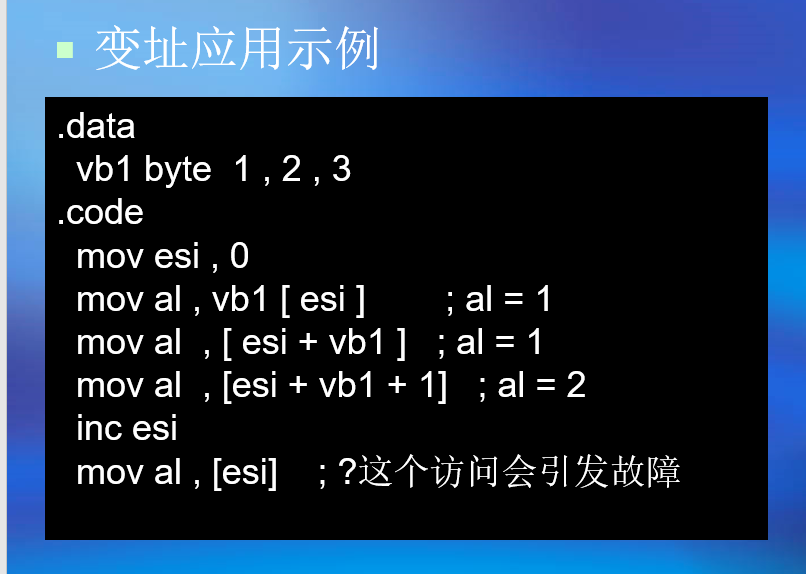 变址应用示例
.data
vb1 byte 1 , 2 , 3
.code
mov esi , 0
mov al , vb1 [ esi ] ; al = 1
mov al , [ esi + vb1 ] ; al = 1
mov al , [esi + vb1 + 1] ; al = 2
inc esi
mov al , [esi] ; ?这个访问会引发故障